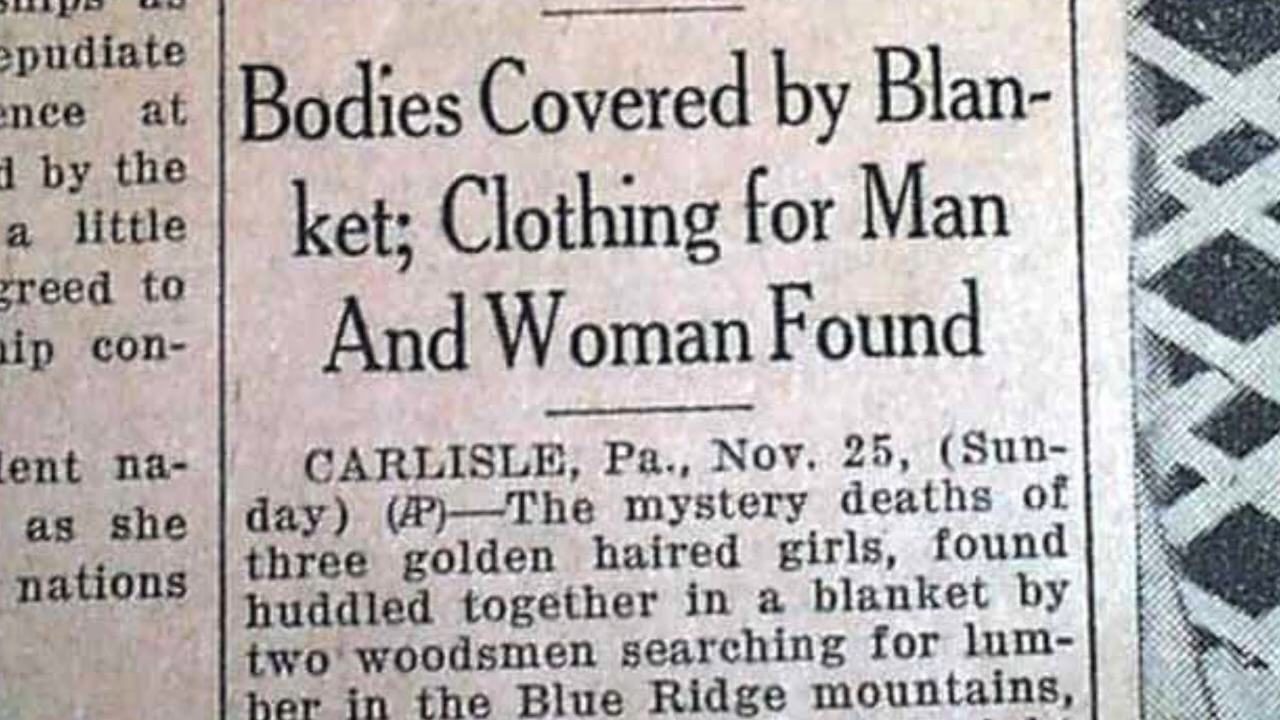 epudiate
ence at
d by the
a little
greed to
hip con-
lent na-
as she
nations
Bodies Covered by Blan-
ket; Clothing for Man
And Woman Found
CARLISLE, Pa., Nov. 25, (Sun-
day) (AP)—The mystery deaths of
three golden haired girls, found
huddled together in a blanket by
two woodsmen searching for lum-
ber in the Blue Ridge mountains,